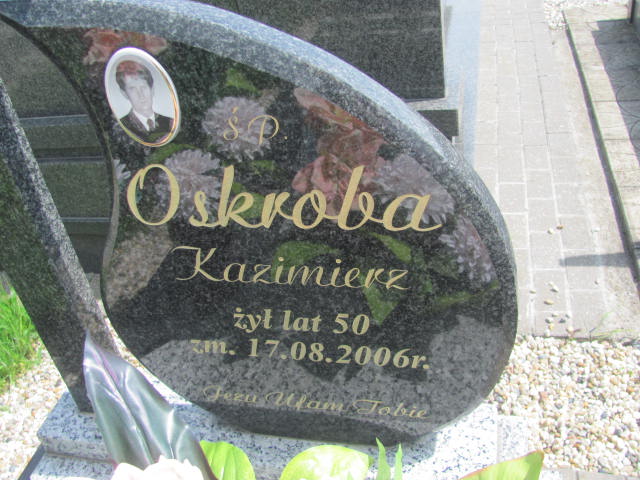 Ś.P.
Oskroba
Kazimierz
żył lat 50
zm. 17.08.2006r.
Jezu Ufam Tobie